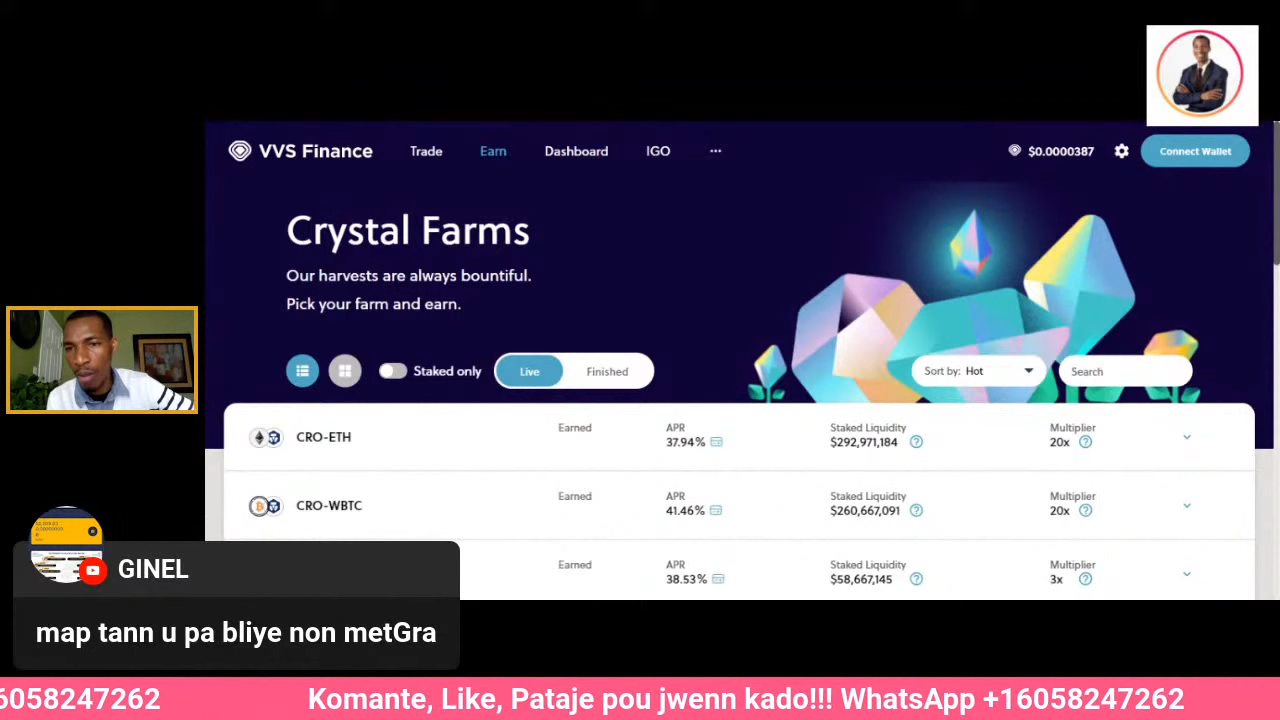 VVS Finance
Trade
Earn
Dashboard
IGO
...
$0.0000387
Connect Wallet
Crystal Farms
Our harvests are always bountiful.
Pick your farm and earn.
Staked only
Live
Finished
Sort by: Hot
Search
CRO-ETH
Earned
APR
37.94%
Staked Liquidity
$292,971,184
Multiplier
20x
CRO-WBTC
Earned
APR
41.46%
Staked Liquidity
$260,667,091
Multiplier
20x
Earned
APR
38.53%
Staked Liquidity
$58,667,145
Multiplier
3x
GINEL
map tann u pa bliye non metGra
6058247262
Komante, Like, Pataje pou jwenn kado!!! WhatsApp +16058247262